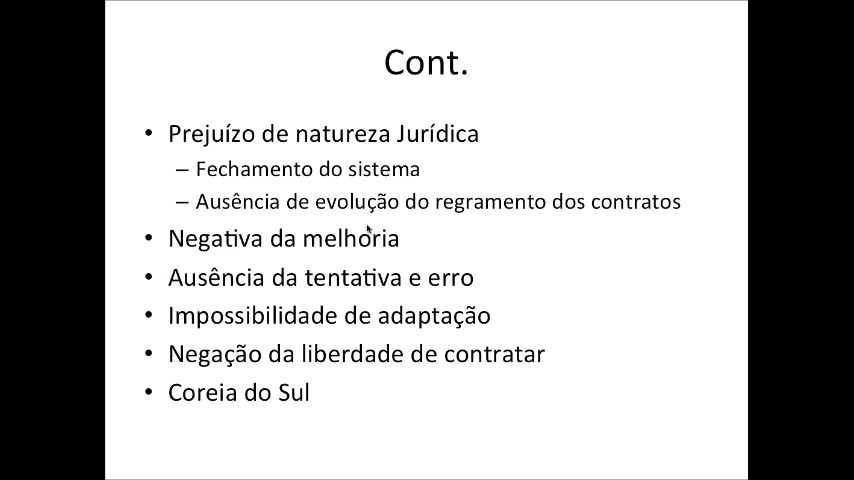 Cont.
• Prejuízo de natureza Jurídica
– Fechamento do sistema
– Ausência de evolução do regramento dos contratos
• Negativa da melhoria
• Ausência da tentativa e erro
• Impossibilidade de adaptação
• Negação da liberdade de contratar
• Coreia do Sul